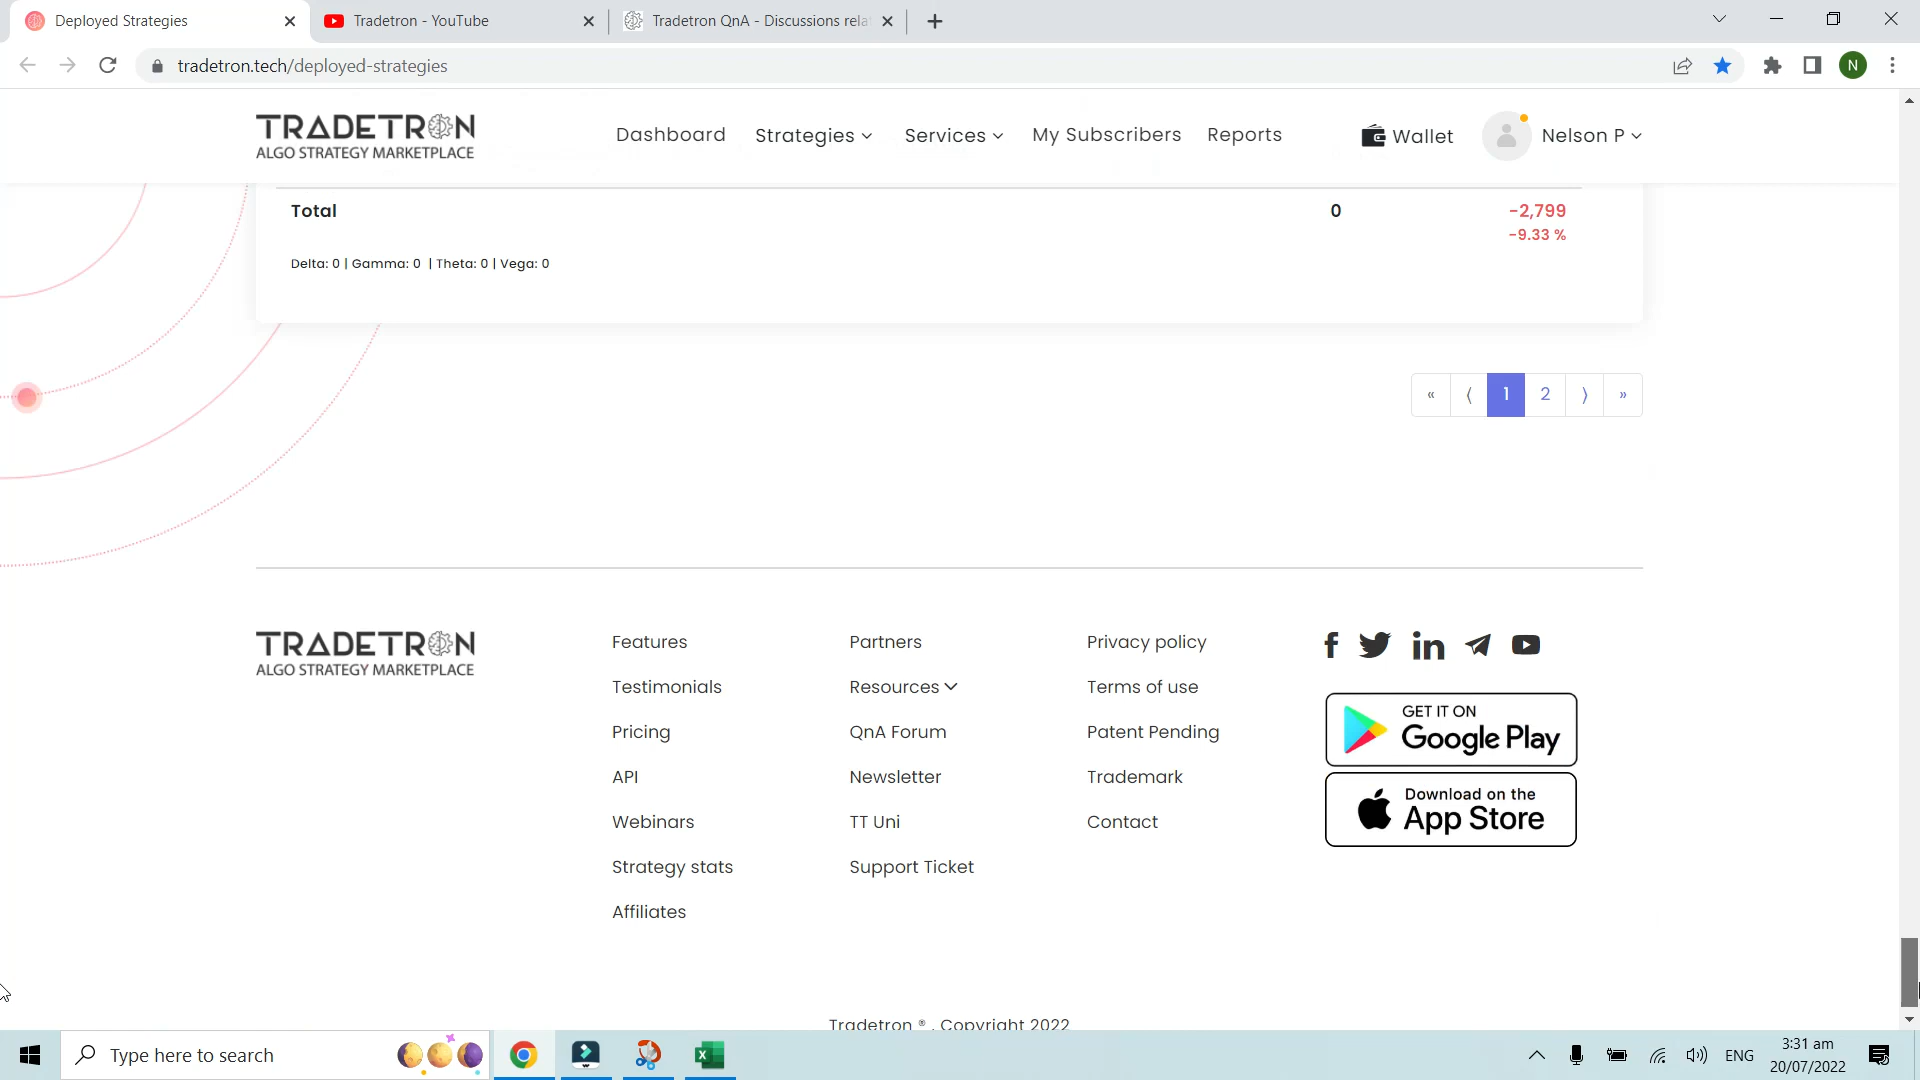 Deployed Strategies
Tradetron - YouTube
Tradetron QnA - Discussions rela
tradetron.tech/deployed-strategies
N
TRADETRON
ALGO STRATEGY MARKETPLACE
Dashboard
Strategies
Services
My Subscribers
Reports
Wallet
Nelson P
Total
0
-2,799
-9.33 %
Delta: 0 | Gamma: 0 | Theta: 0 | Vega: 0
« ⟨ 1 2 ⟩ »
TRADETRON
ALGO STRATEGY MARKETPLACE
Features
Testimonials
Pricing
API
Webinars
Strategy stats
Affiliates
Partners
Resources
QnA Forum
Newsletter
TT Uni
Support Ticket
Privacy policy
Terms of use
Patent Pending
Trademark
Contact
GET IT ON
Google Play
Download on the
App Store
Tradetron ® . Copyright 2022
Type here to search
ENG
3:31 am
20/07/2022